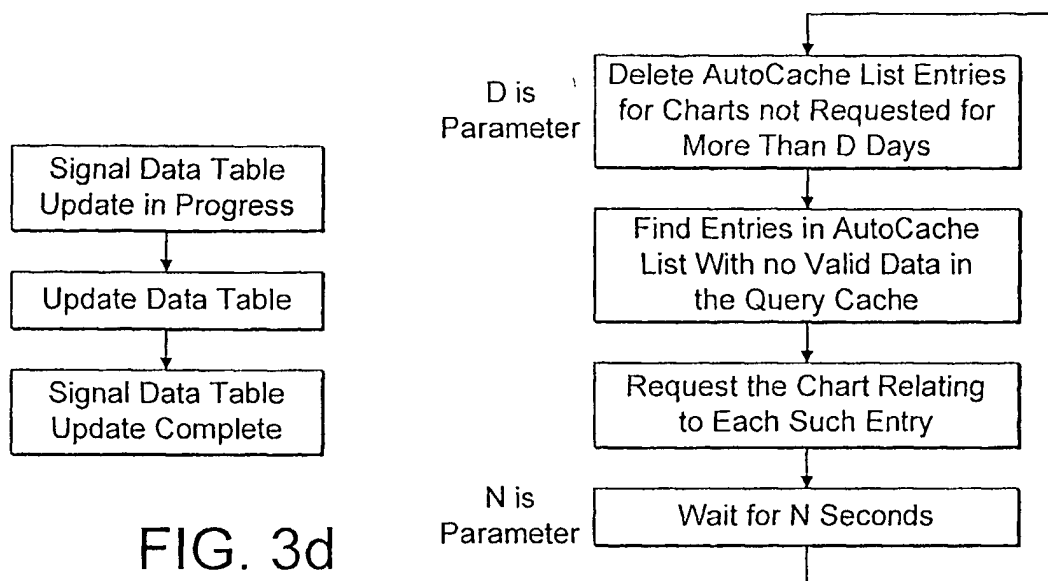 Signal Data Table
Update in Progress
Update Data Table
Signal Data Table
Update Complete
FIG. 3d
D is
Parameter
Delete AutoCache List Entries
for Charts not Requested for
More Than D Days
Find Entries in AutoCache
List With no Valid Data in
the Query Cache
Request the Chart Relating
to Each Such Entry
N is
Parameter
Wait for N Seconds